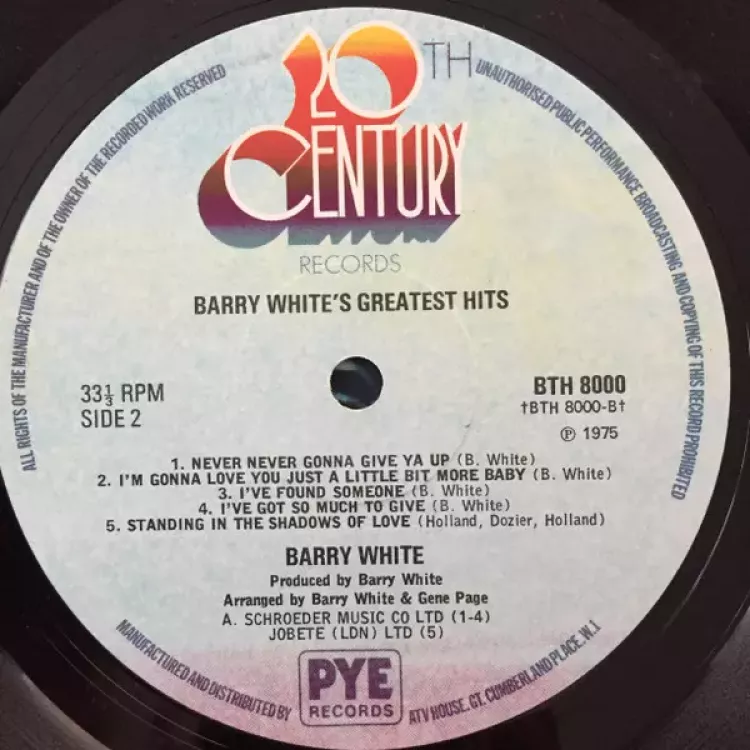 20TH
CENTURY
RECORDS
BARRY WHITE'S GREATEST HITS
33⅓ RPM
SIDE 2
BTH 8000
†BTH 8000-B†
℗ 1975
1. NEVER NEVER GONNA GIVE YA UP (B. White)
2. I'M GONNA LOVE YOU JUST A LITTLE BIT MORE BABY (B. White)
3. I'VE FOUND SOMEONE (B. White)
4. I'VE GOT SO MUCH TO GIVE (B. White)
5. STANDING IN THE SHADOWS OF LOVE (Holland, Dozier, Holland)
BARRY WHITE
Produced by Barry White
Arranged by Barry White & Gene Page
A. SCHROEDER MUSIC CO LTD (1-4)
JOBETE (LDN) LTD (5)
ALL RIGHTS OF THE MANUFACTURER AND OF THE OWNER OF THE RECORDED WORK RESERVED
UNAUTHORISED PUBLIC PERFORMANCE BROADCASTING AND COPYING OF THIS RECORD PROHIBITED
MANUFACTURED AND DISTRIBUTED BY
PYE
RECORDS
ATV HOUSE, GT. CUMBERLAND PLACE, W.1